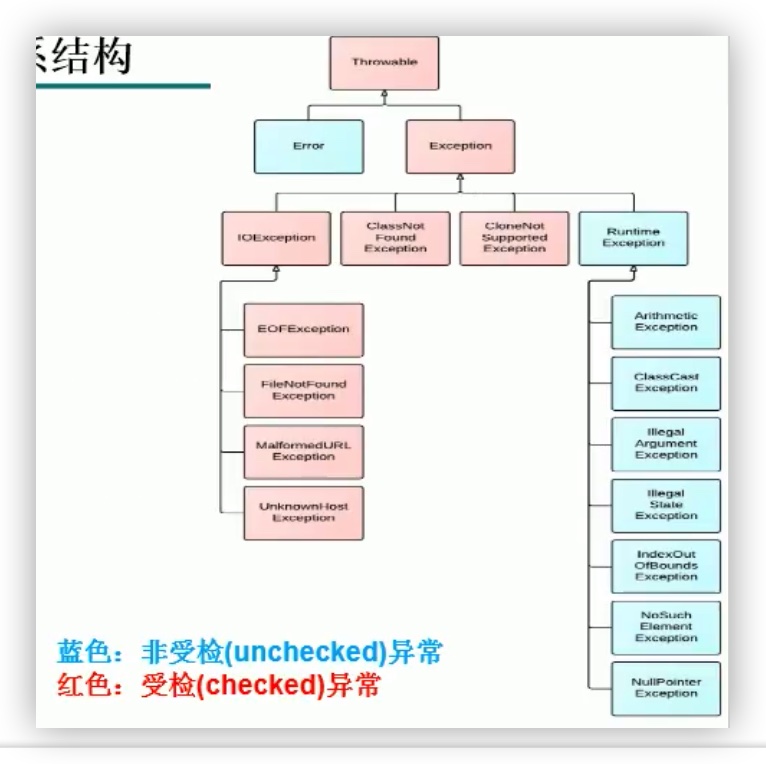 结构
Throwable
Error
Exception
IOException
ClassNot
Found
Exception
CloneNot
Supported
Exception
Runtime
Exception
EOFException
FileNotFound
Exception
MalformedURL
Exception
UnknownHost
Exception
Arithmetic
Exception
ClassCast
Exception
Illegal
Argument
Exception
Illegal
State
Exception
IndexOut
OfBounds
Exception
NoSuch
Element
Exception
NullPointer
Exception
蓝色：非受检(unchecked)异常
红色：受检(checked)异常